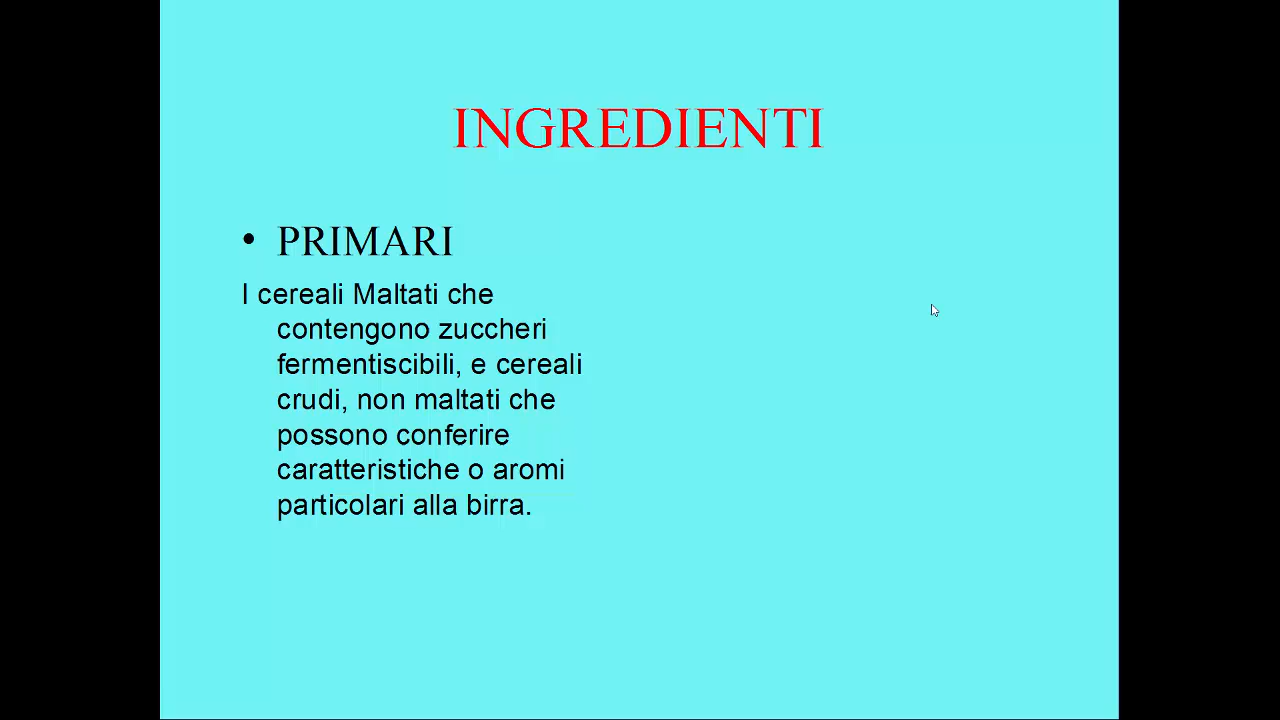 INGREDIENTI
• PRIMARI
I cereali Maltati che
contengono zuccheri
fermentiscibili, e cereali
crudi, non maltati che
possono conferire
caratteristiche o aromi
particolari alla birra.